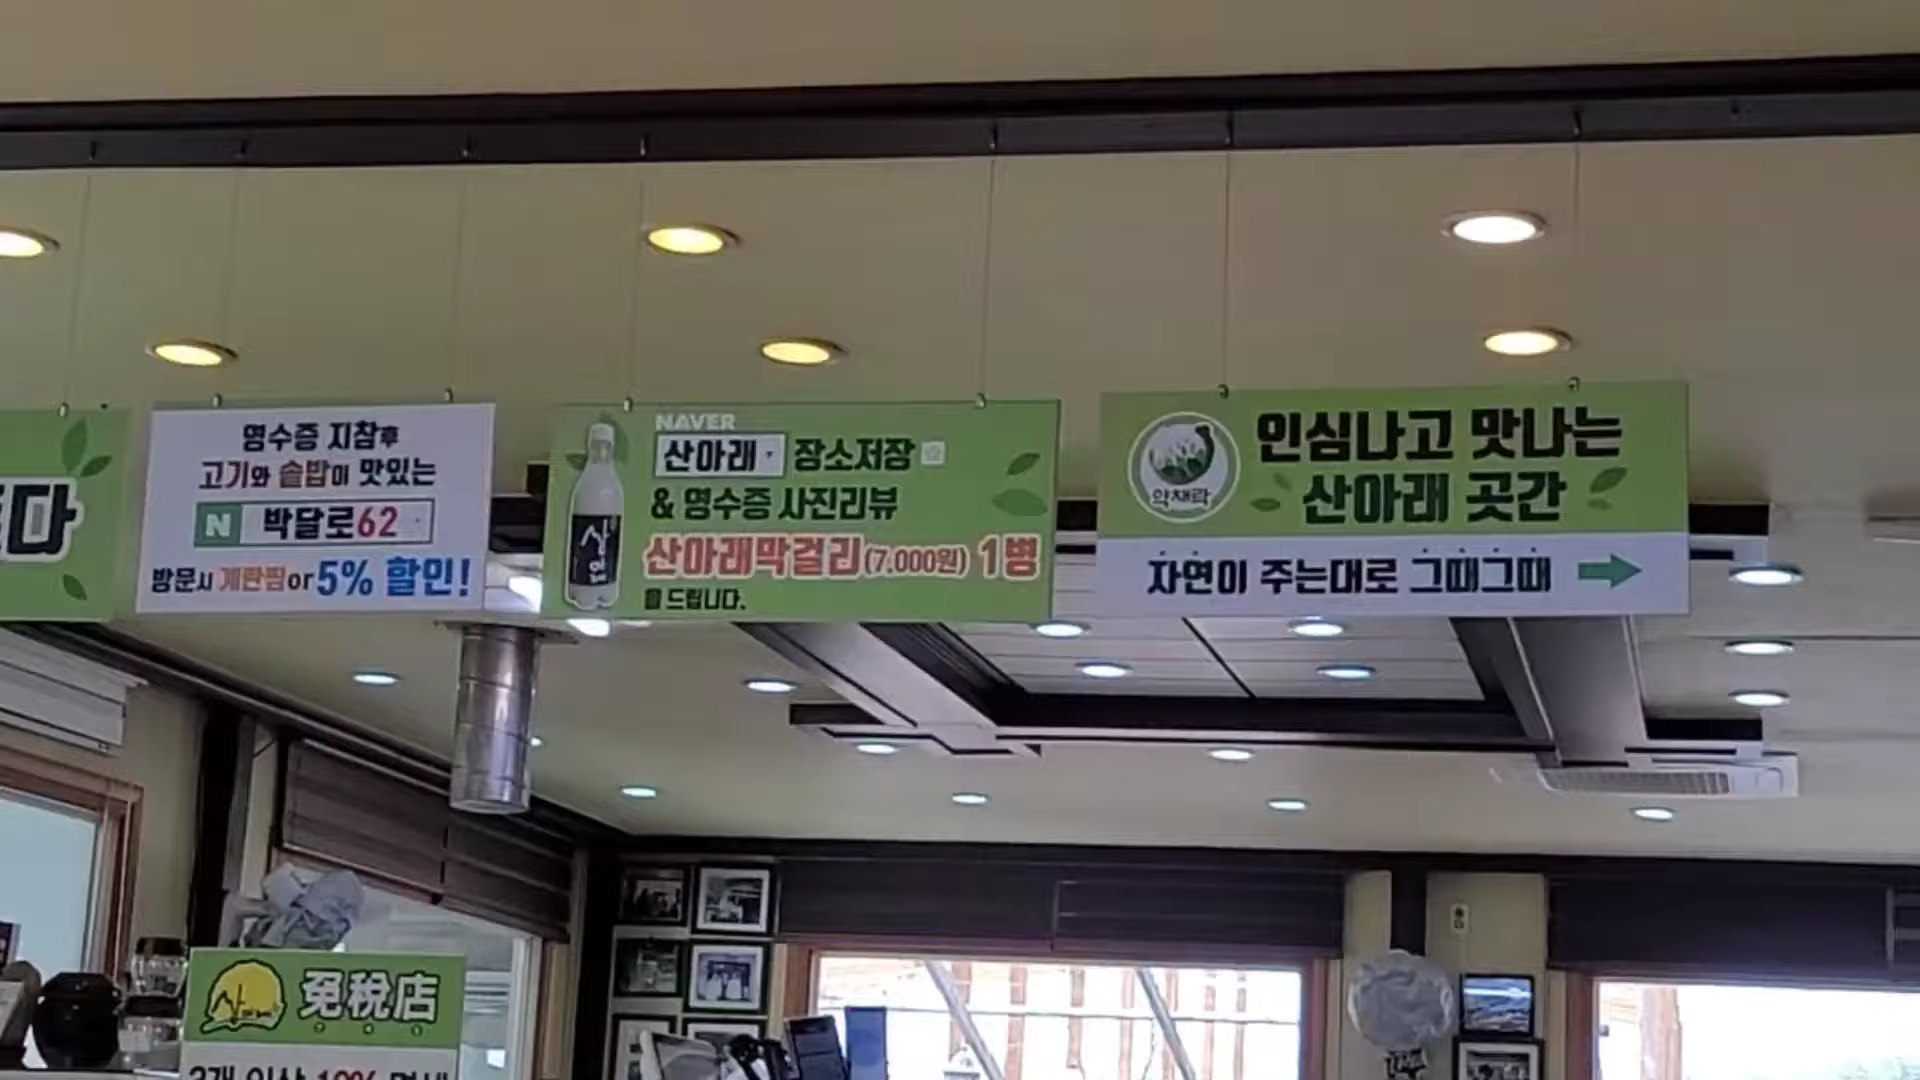 다
영수증 지참후
고기와 솥밥이 맛있는
N 박달로62
방문시 계란찜or 5% 할인!
NAVER
산아래 장소저장
& 영수증 사진리뷰
산아래막걸리(7,000원) 1병
을 드립니다.
약채락
인심나고 맛나는
산아래 곳간
자연이 주는대로 그때그때
免稅店